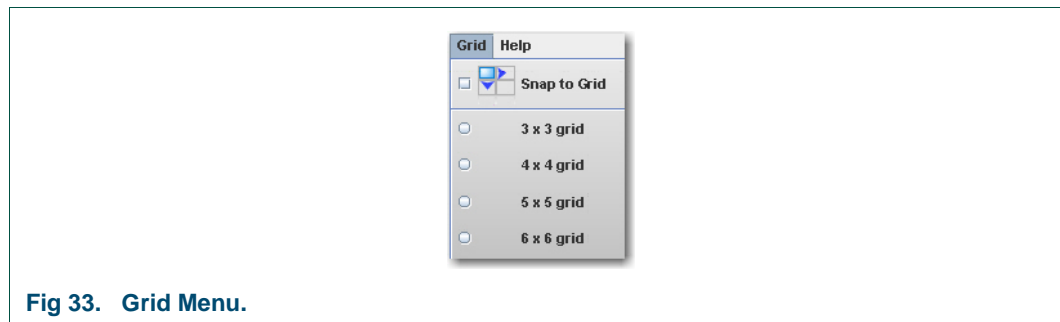 Grid Help
Snap to Grid
3 x 3 grid
4 x 4 grid
5 x 5 grid
6 x 6 grid
Fig 33. Grid Menu.